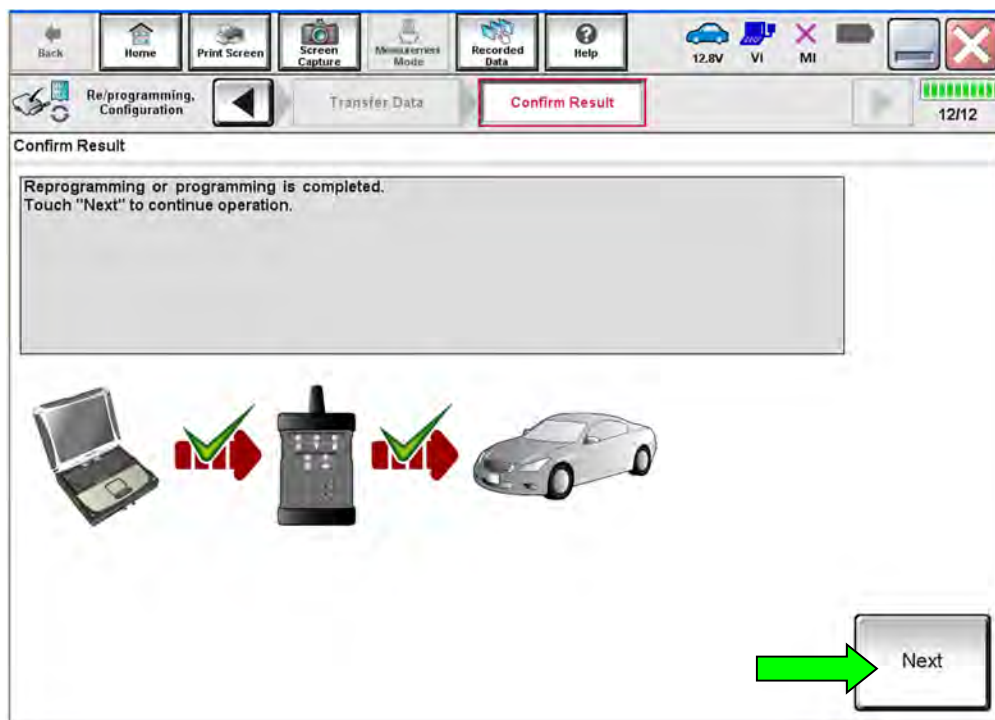 Back
Home
Print Screen
Screen
Capture
Measurement
Mode
Recorded
Data
Help
12.8V
VI
MI
Re/programming,
Configuration
Transfer Data
Confirm Result
12/12
Confirm Result
Reprogramming or programming is completed.
Touch "Next" to continue operation.
Next